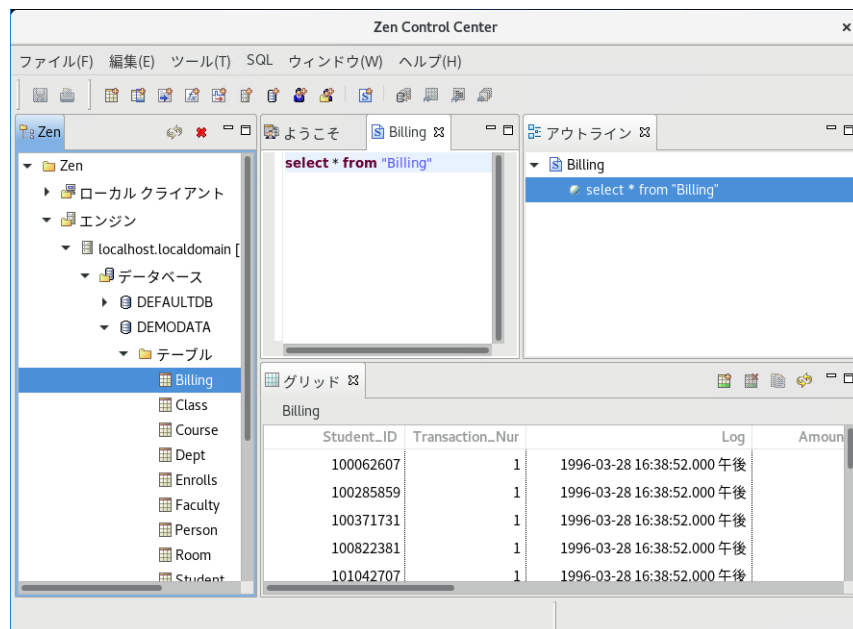 Zen Control Center
ファイル(F) 編集(E) ツール(T) SQL ウィンドウ(W) ヘルプ(H)
Zen
Zen
ローカル クライアント
エンジン
localhost.localdomain [
データベース
DEFAULTDB
DEMODATA
テーブル
Billing
Class
Course
Dept
Enrolls
Faculty
Person
Room
Student
ようこそ
Billing
select * from "Billing"
アウトライン
Billing
select * from "Billing"
グリッド
Billing
Student_ID Transaction_Nur Log Amoun
100062607 1 1996-03-28 16:38:52.000 午後
100285859 1 1996-03-28 16:38:52.000 午後
100371731 1 1996-03-28 16:38:52.000 午後
100822381 1 1996-03-28 16:38:52.000 午後
101042707 1 1996-03-28 16:38:52.000 午後